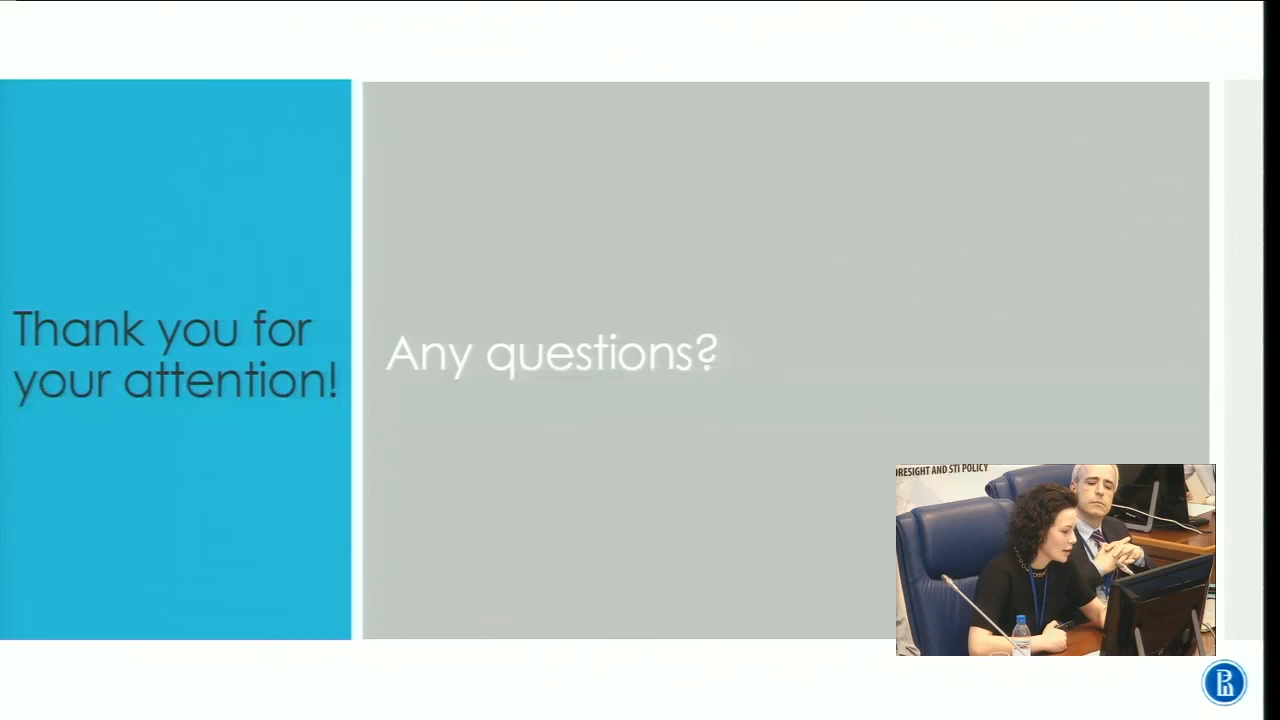 Thank you for
your attention!
Any questions?
ORESIGHT AND STI POLICY